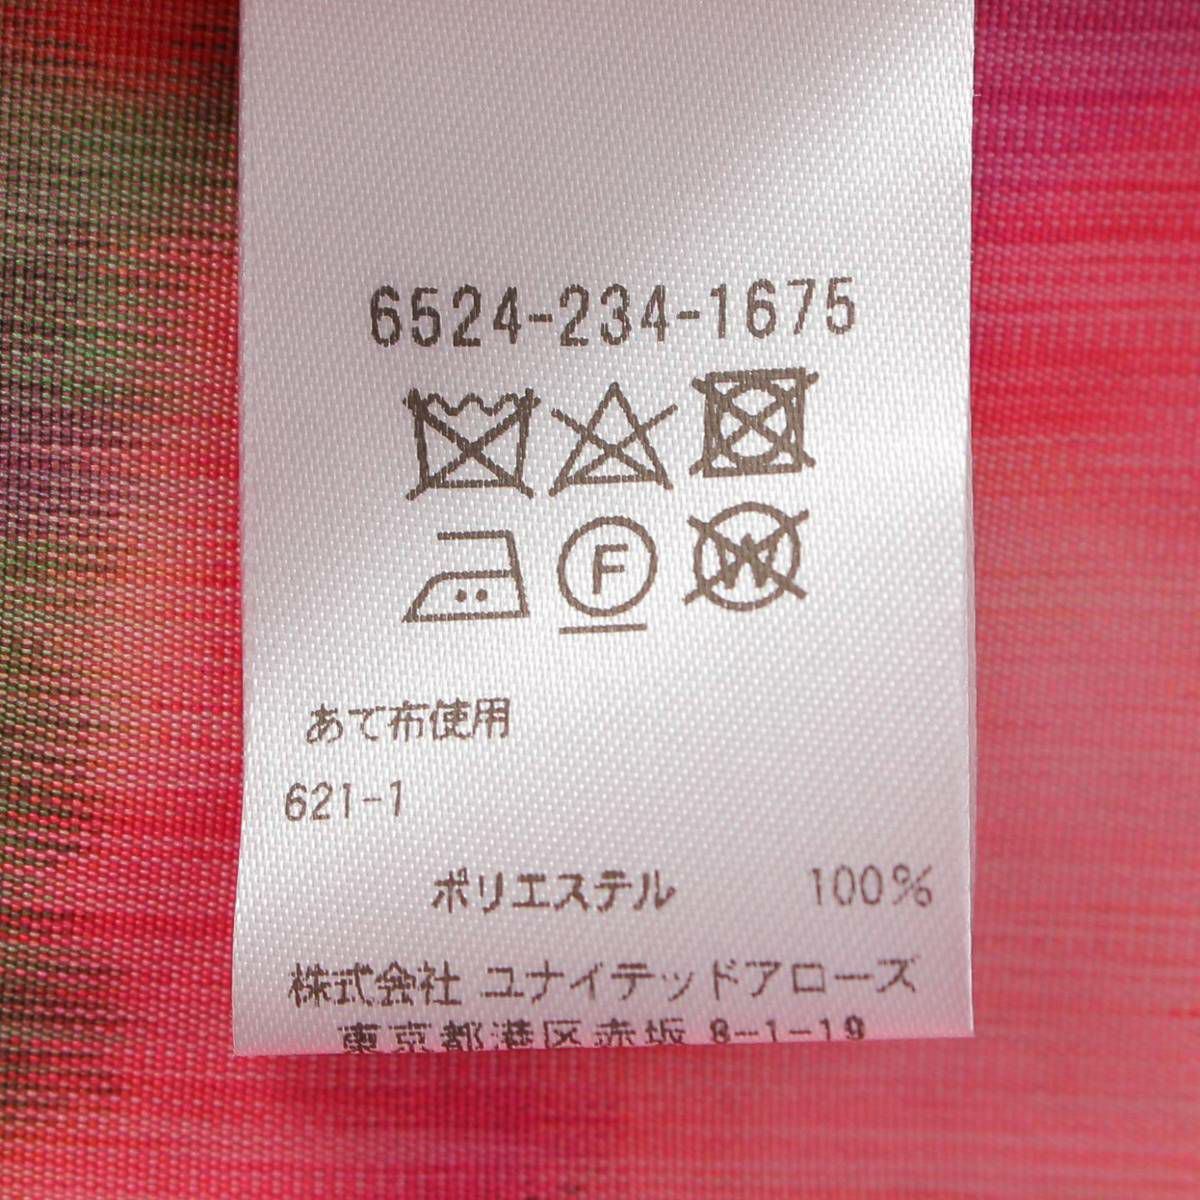 6524-234-1675
F W
あて布使用
621-1
ポリエステル 100%
株式会社 ユナイテッドアローズ
東京都港区赤坂 8-1-19